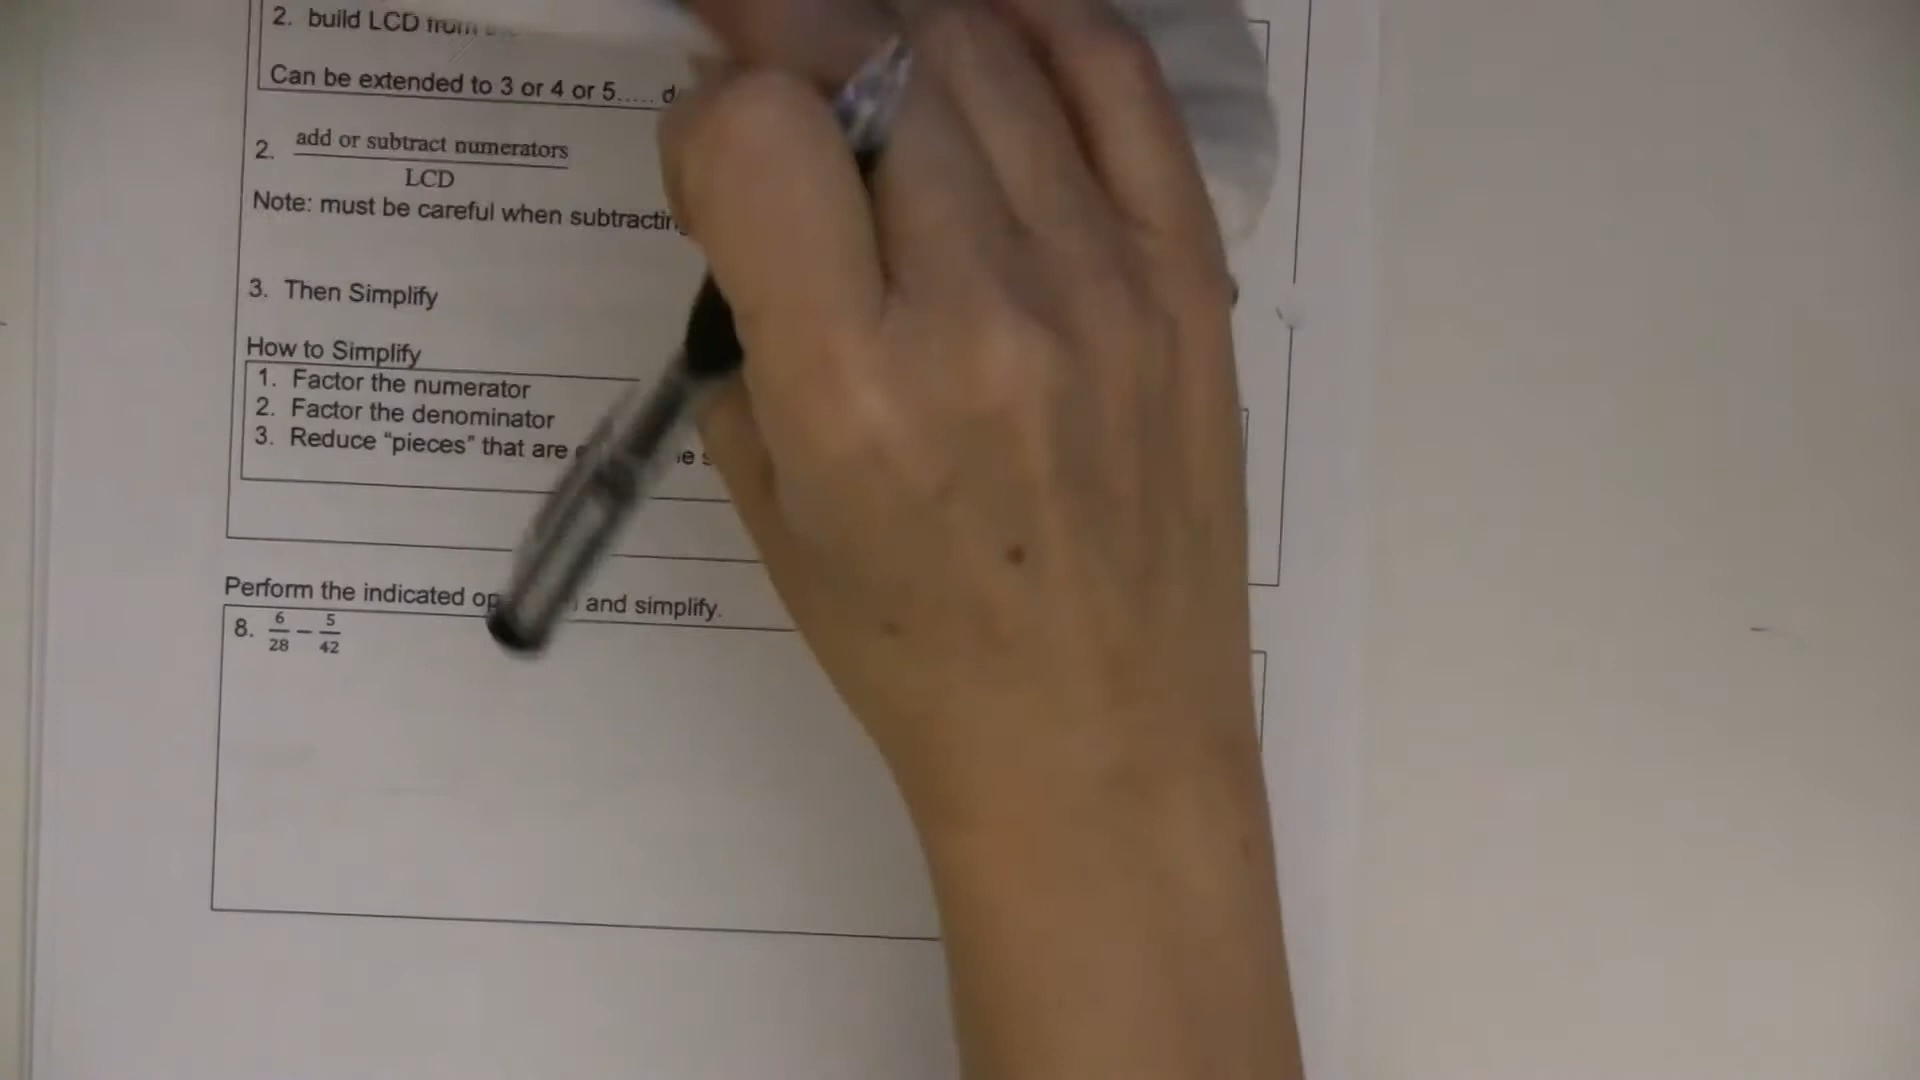 2. build LCD from
Can be extended to 3 or 4 or 5.....
2. add or subtract numerators
LCD
Note: must be careful when
3. Then Simplify
How to Simplify
1. Factor the numerator
2. Factor the denominator
3. Reduce “pieces” that are
Perform the indicated and simplify.
8. 6/28 − 5/42